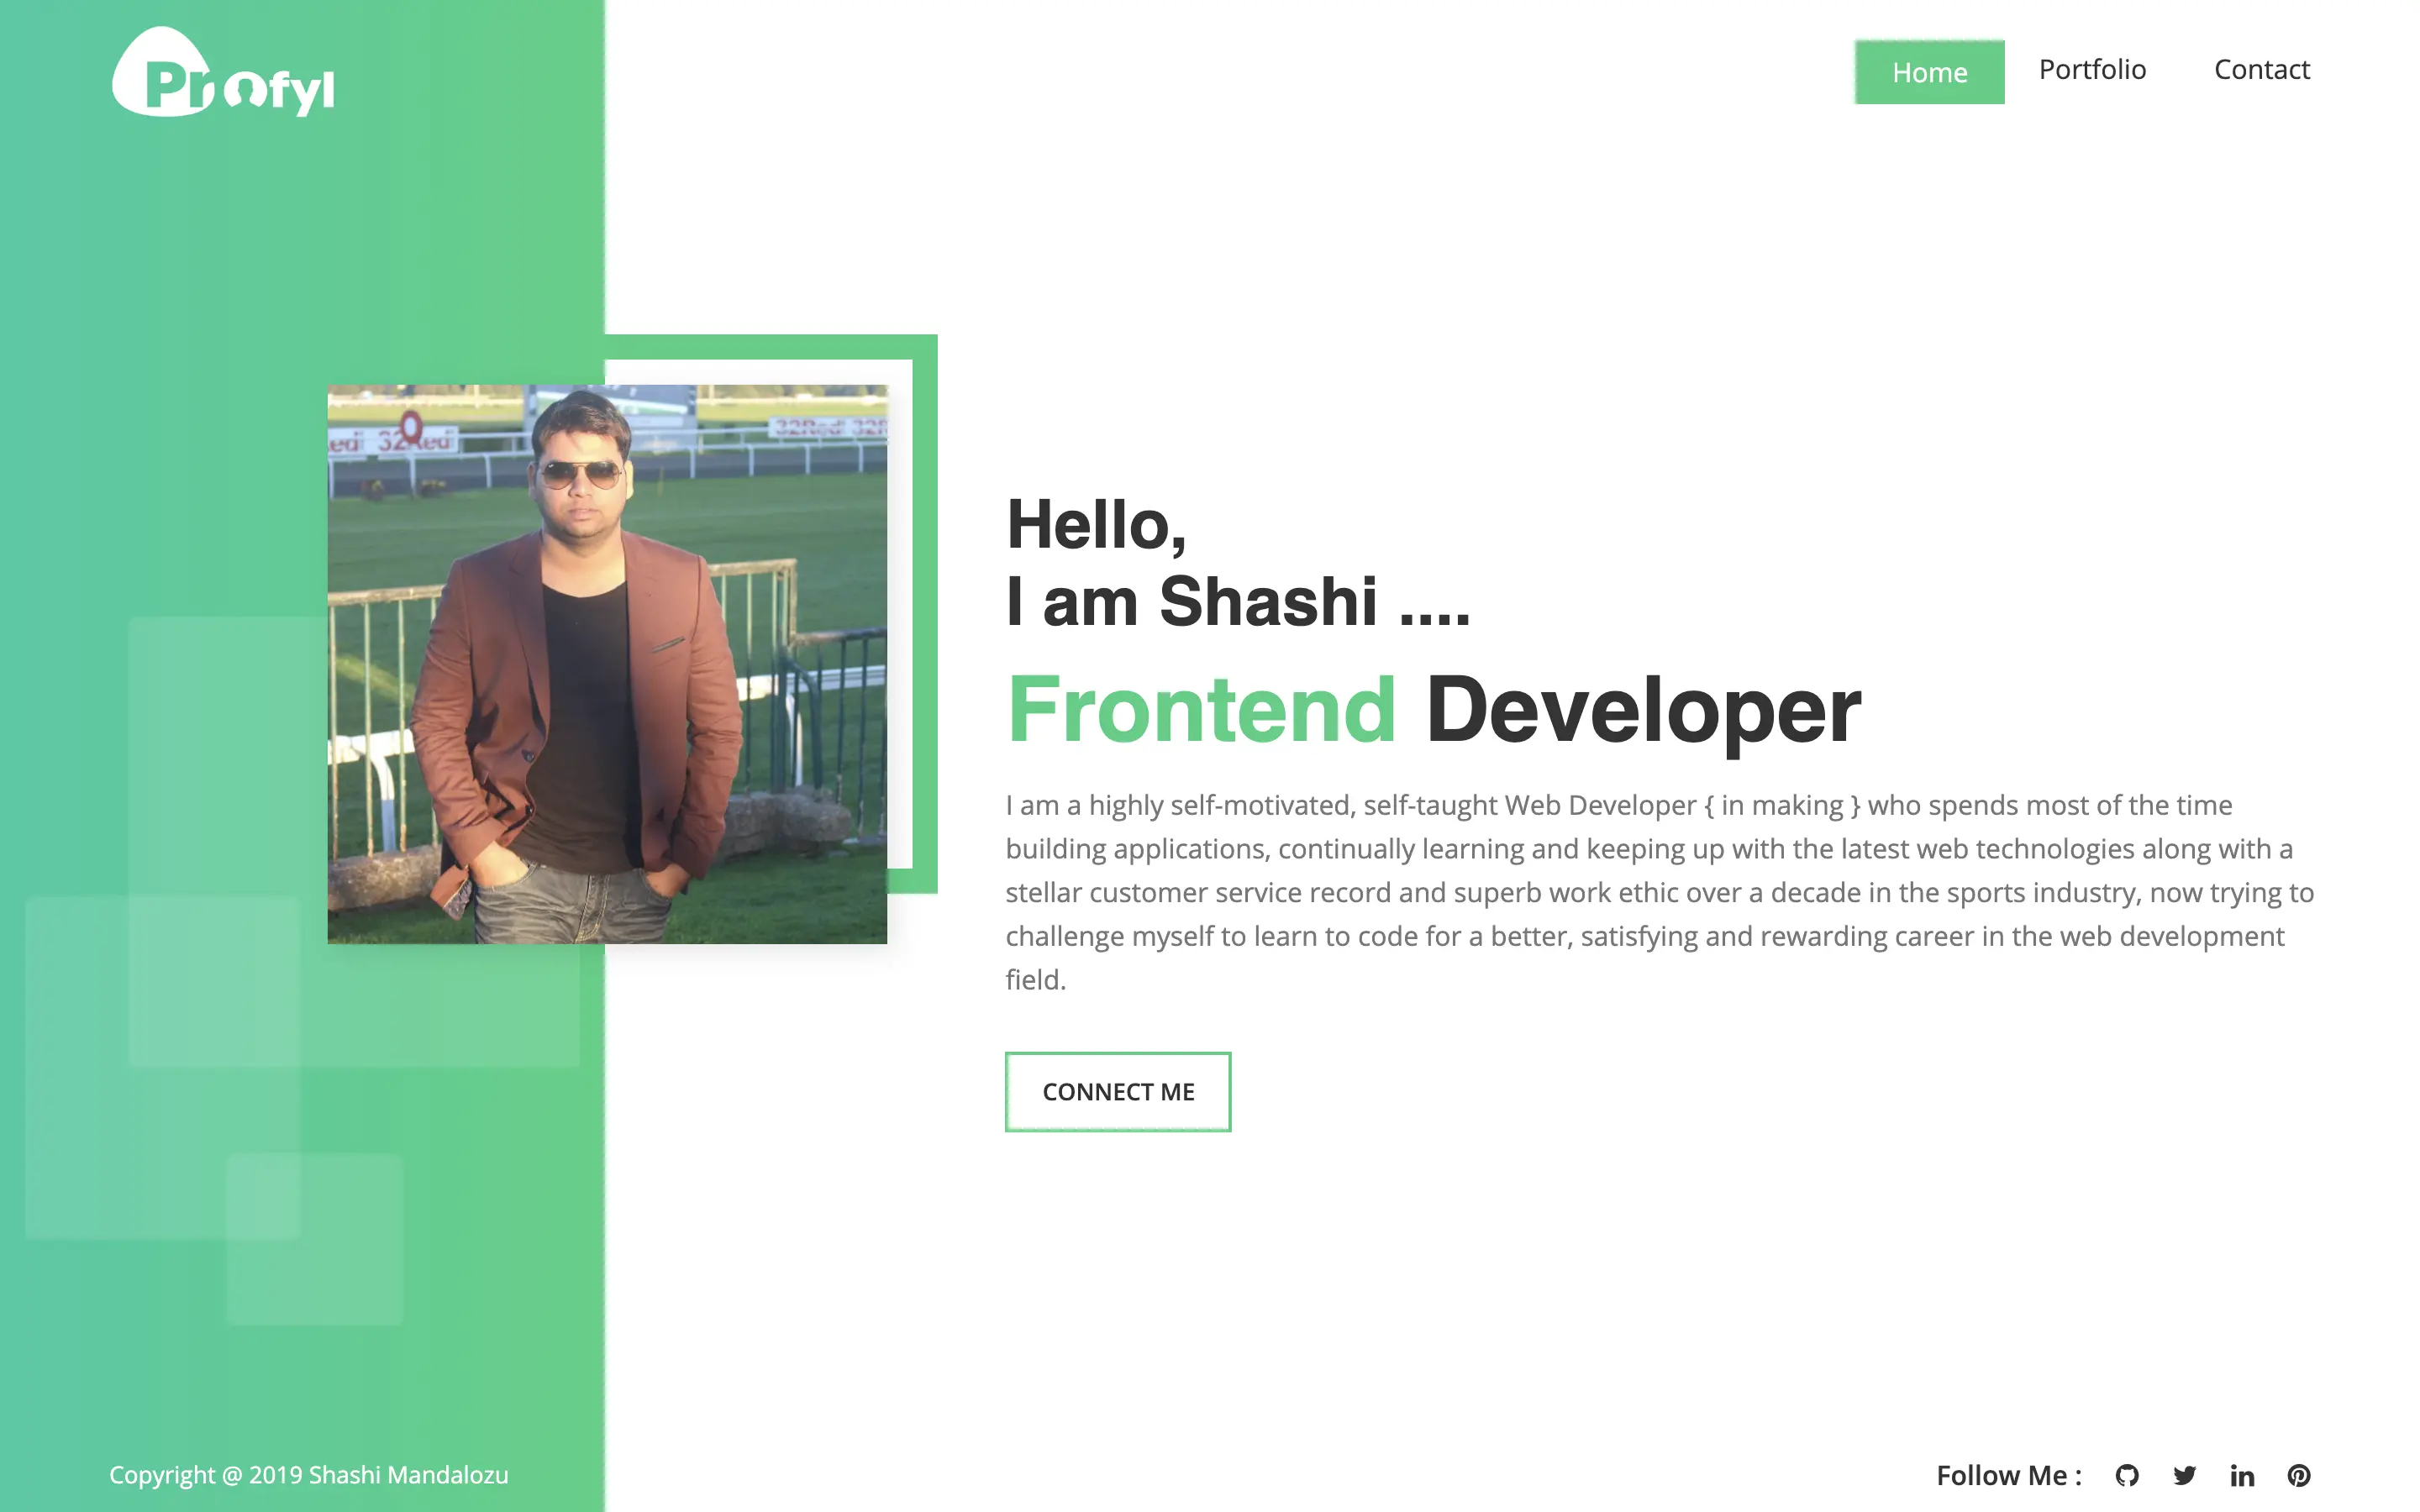 Profyl
Home
Portfolio
Contact
32Red
32Red
Hello,
I am Shashi ....
Frontend Developer
I am a highly self-motivated, self-taught Web Developer { in making } who spends most of the time
building applications, continually learning and keeping up with the latest web technologies along with a
stellar customer service record and superb work ethic over a decade in the sports industry, now trying to
challenge myself to learn to code for a better, satisfying and rewarding career in the web development
field.
CONNECT ME
Copyright @ 2019 Shashi Mandalozu
Follow Me :
in